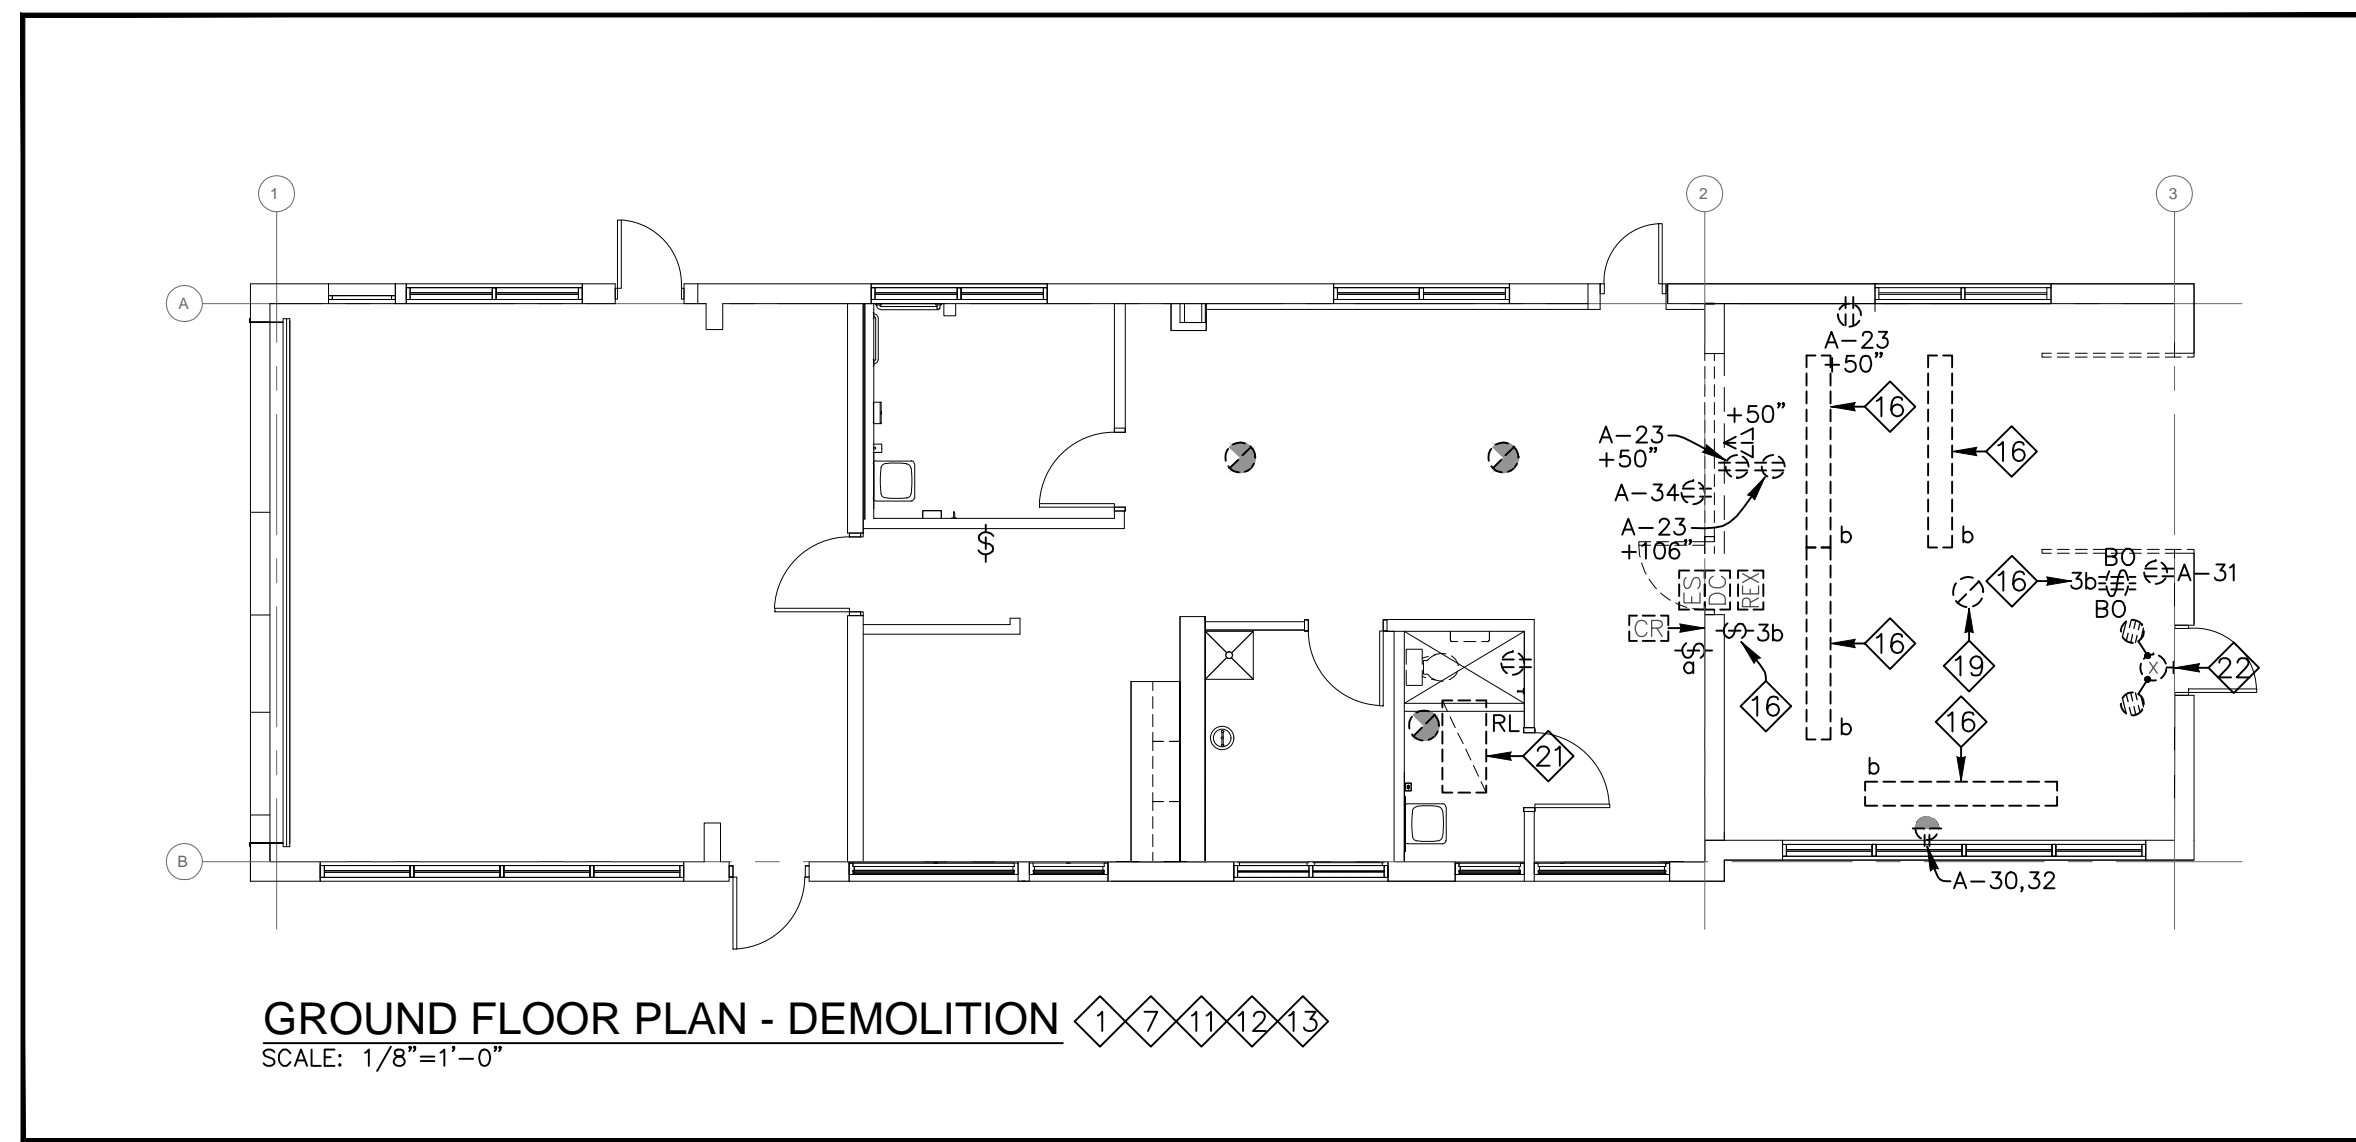 1
2
3
A
A-23
+50"
16
+50"
A-23
+50"
16
A-34
A-23
+106"
b
b
BO
16
3b
A-31
BO
ES
DC
REX
CR
$
$
3b
$
a
16
19
X
22
16
16
RL
21
b
b
B
A-30,32
GROUND FLOOR PLAN - DEMOLITION 1 7 11 12 13
SCALE: 1/8"=1'-0"